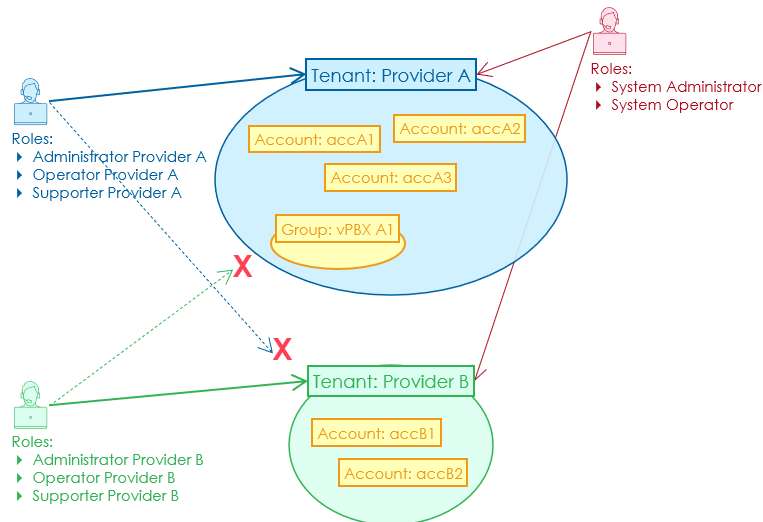 Tenant: Provider A
Roles:
System Administrator
System Operator
Roles:
Administrator Provider A
Operator Provider A
Supporter Provider A
Account: accA1
Account: accA2
Account: accA3
Group: vPBX A1
X
X
Tenant: Provider B
Roles:
Administrator Provider B
Operator Provider B
Supporter Provider B
Account: accB1
Account: accB2